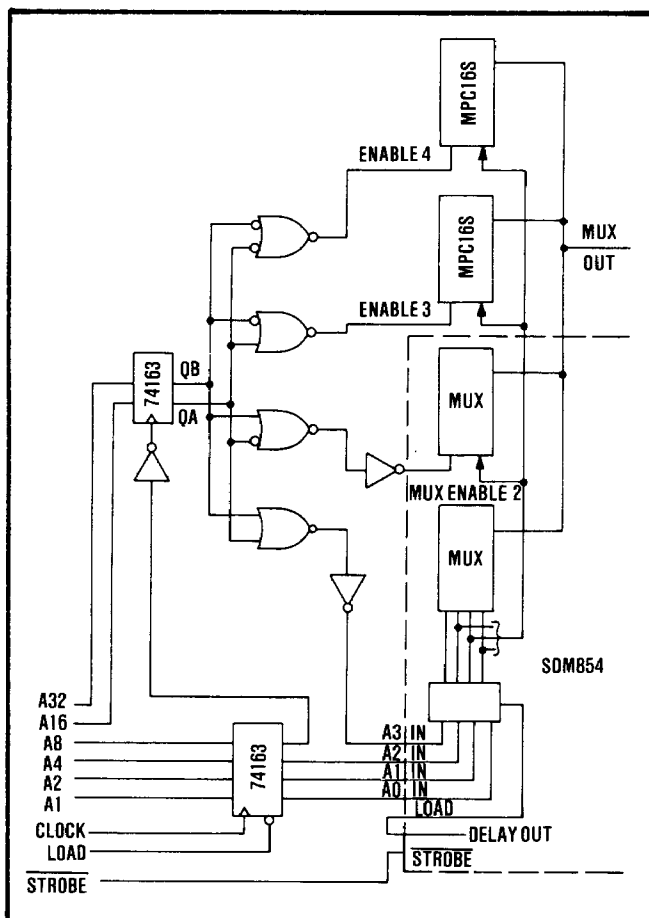 MPC16S
ENABLE 4
MPC16S
MUX
OUT
ENABLE 3
74163
QB
QA
MUX
MUX ENABLE 2
MUX
SDM854
A32
A16
A8
A4
A2
A1
CLOCK
LOAD
STROBE
74163
A3 IN
A2 IN
A1 IN
A0 IN
LOAD
DELAY OUT
STROBE